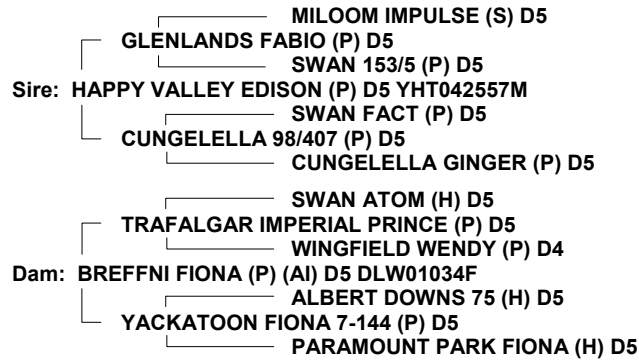 MILOOM IMPULSE (S) D5
GLENLANDS FABIO (P) D5
SWAN 153/5 (P) D5
Sire: HAPPY VALLEY EDISON (P) D5 YHT042557M
SWAN FACT (P) D5
CUNGELELLA 98/407 (P) D5
CUNGELELLA GINGER (P) D5
SWAN ATOM (H) D5
TRAFALGAR IMPERIAL PRINCE (P) D5
WINGFIELD WENDY (P) D4
Dam: BREFFNI FIONA (P) (AI) D5 DLW01034F
ALBERT DOWNS 75 (H) D5
YACKATOON FIONA 7-144 (P) D5
PARAMOUNT PARK FIONA (H) D5